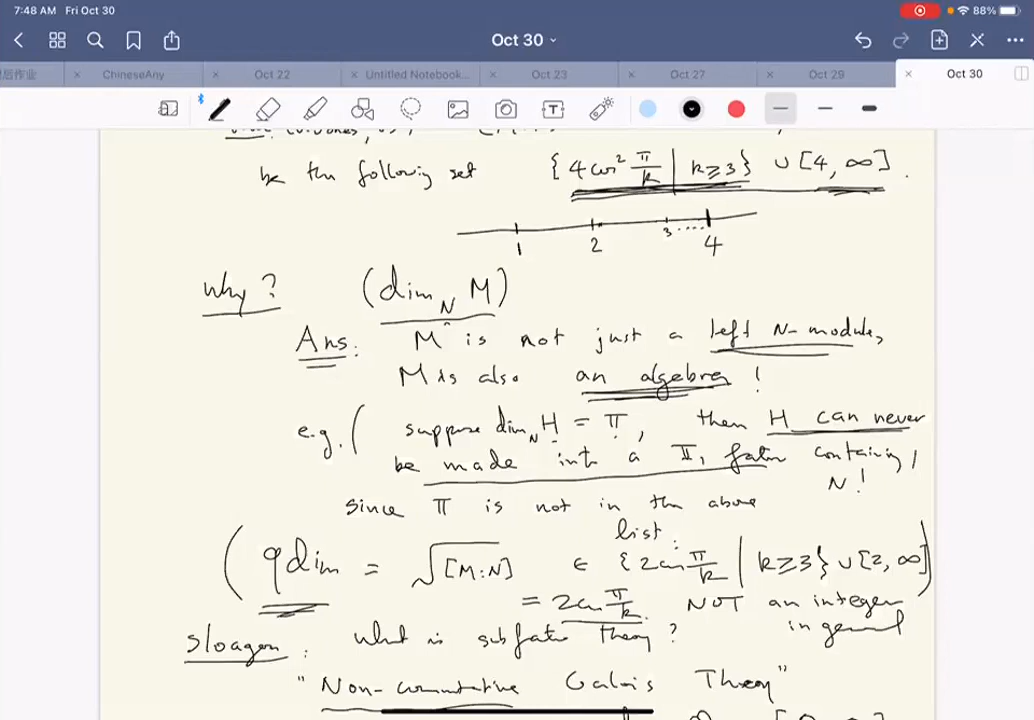 7:48 AM Fri Oct 30
88%
Oct 30
ChineseAny
Oct 22
Untitled Notebook...
Oct 23
Oct 27
Oct 29
Oct 30
be the following set { 4cos² π/k | k≥3 } ∪ [4, ∞].
1 2 3 .... 4
Why? (dim_N M)
Ans: M is not just a left N-module,
M is also an algebra!
e.g. ( suppose dim_N H = π, then H can never
be made into a II₁ factor containing
N!
since π is not in the above
list.
( qdim = √[M:N] ∈ {2cos π/k | k≥3} ∪ [2, ∞] )
= 2cos π/k NOT an integer
in general
Sloagen: What is subfactor theory?
"Non-commutative Galois Theory"